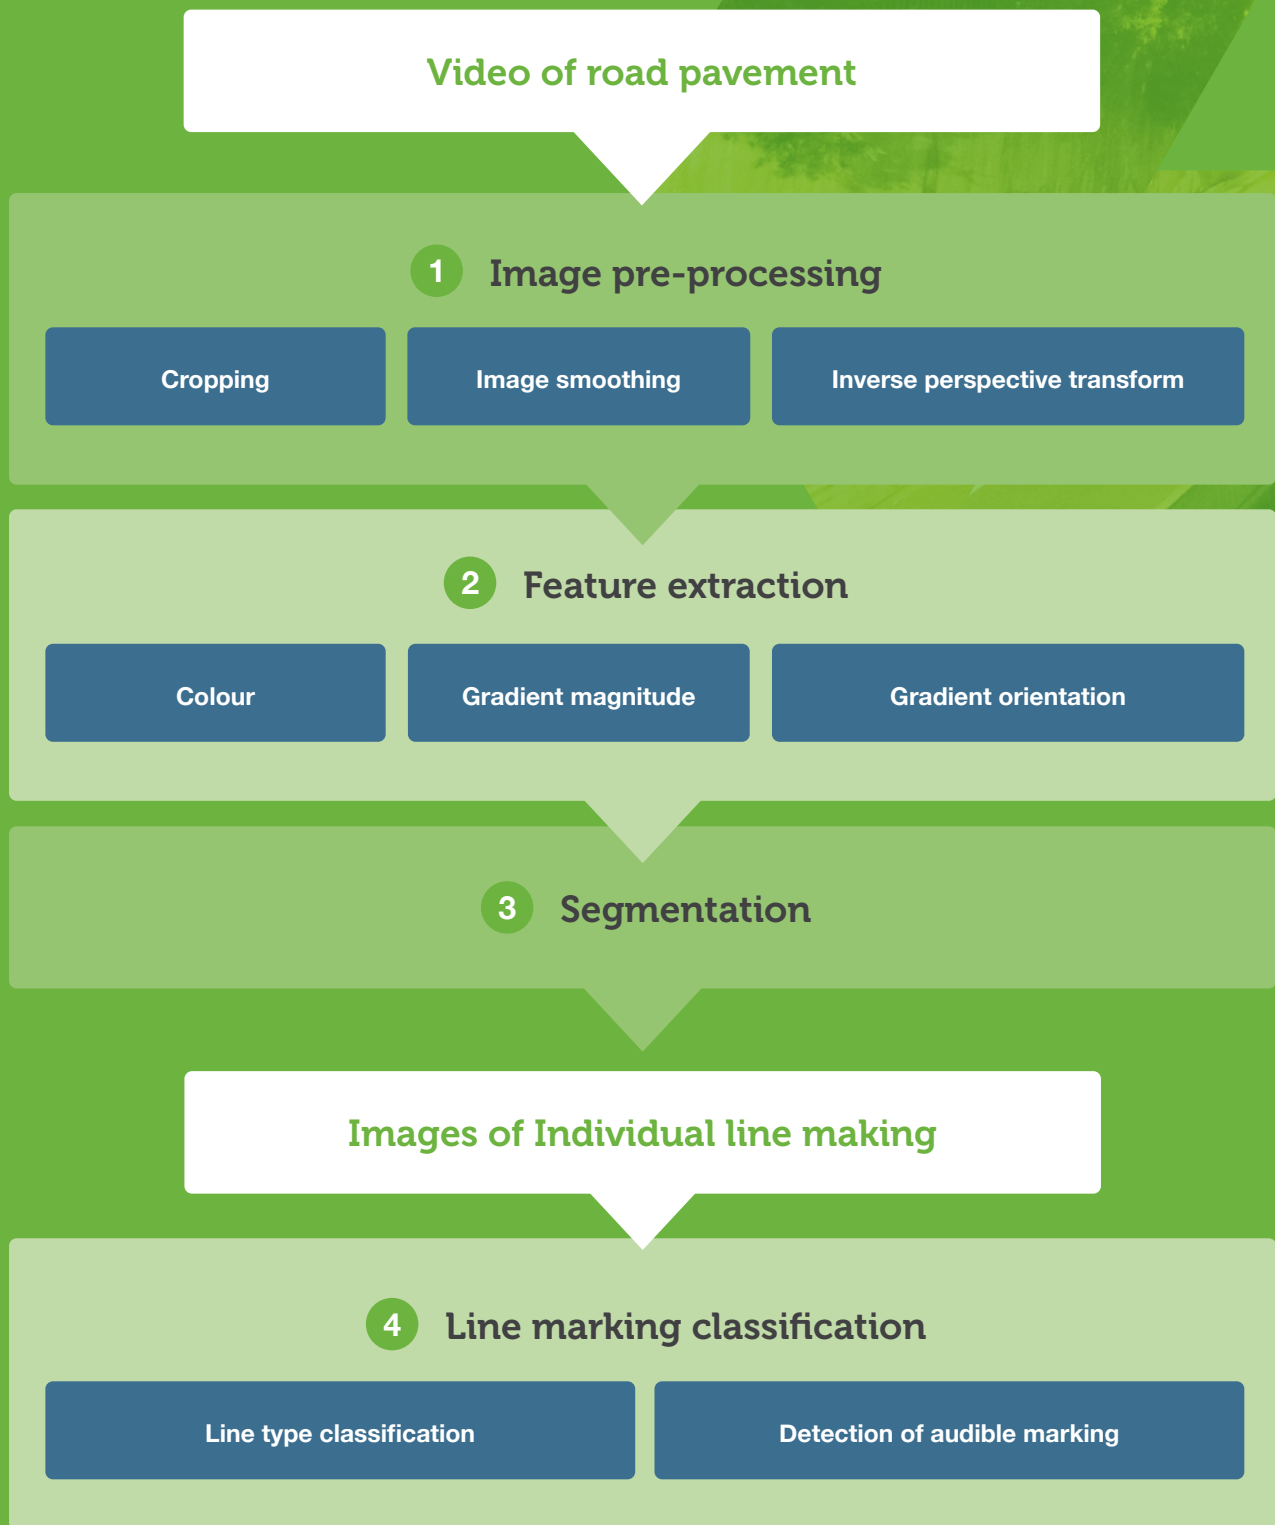 Video of road pavement
1 Image pre-processing
Cropping
Image smoothing
Inverse perspective transform
2 Feature extraction
Colour
Gradient magnitude
Gradient orientation
3 Segmentation
Images of Individual line making
4 Line marking classification
Line type classification
Detection of audible marking